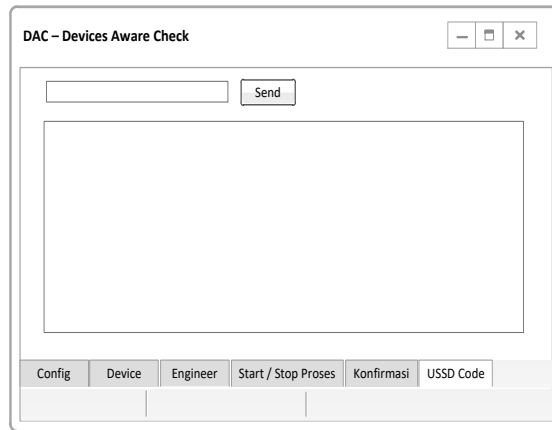 DAC – Devices Aware Check
Send
Config Device Engineer Start / Stop Proses Konfirmasi USSD Code